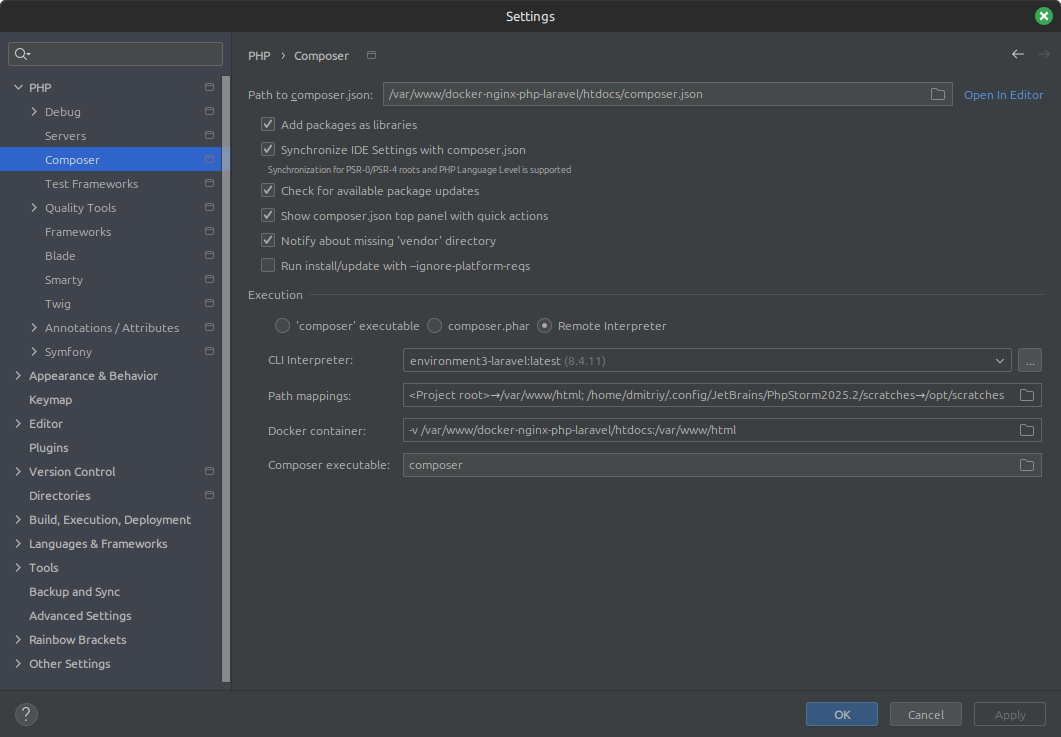 Settings
PHP
Debug
Servers
Composer
Test Frameworks
Quality Tools
Frameworks
Blade
Smarty
Twig
Annotations / Attributes
Symfony
Appearance & Behavior
Keymap
Editor
Plugins
Version Control
Directories
Build, Execution, Deployment
Languages & Frameworks
Tools
Backup and Sync
Advanced Settings
Rainbow Brackets
Other Settings
PHP › Composer
Path to composer.json: /var/www/docker-nginx-php-laravel/htdocs/composer.json Open In Editor
Add packages as libraries
Synchronize IDE Settings with composer.json
Synchronization for PSR-0/PSR-4 roots and PHP Language Level is supported
Check for available package updates
Show composer.json top panel with quick actions
Notify about missing 'vendor' directory
Run install/update with –ignore-platform-reqs
Execution
'composer' executable composer.phar Remote Interpreter
CLI Interpreter: environment3-laravel:latest (8.4.11) ...
Path mappings: <Project root>→/var/www/html; /home/dmitriy/.config/JetBrains/PhpStorm2025.2/scratches→/opt/scratches
Docker container: -v /var/www/docker-nginx-php-laravel/htdocs:/var/www/html
Composer executable: composer
? OK Cancel Apply